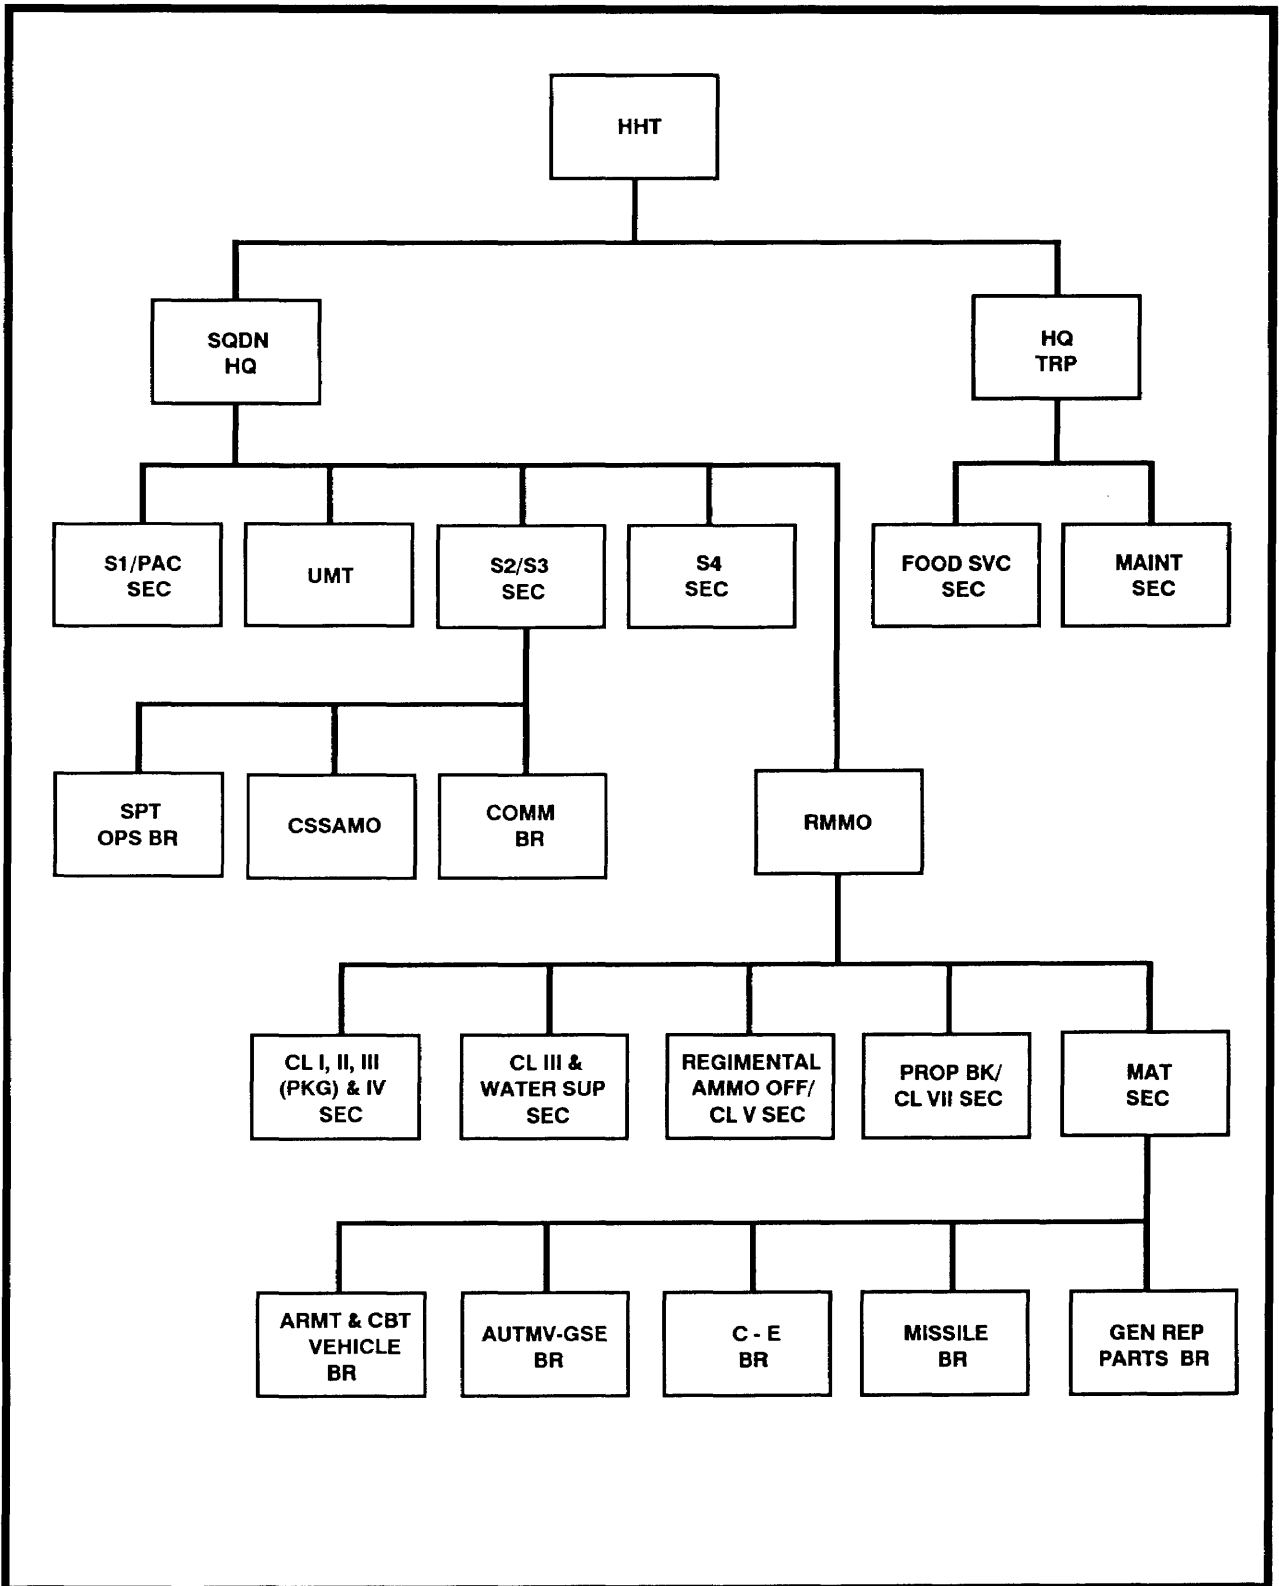 HHT
SQDN
HQ
HQ
TRP
S1/PAC
SEC
UMT
S2/S3
SEC
S4
SEC
FOOD SVC
SEC
MAINT
SEC
SPT
OPS BR
CSSAMO
COMM
BR
RMMO
CL I, II, III
(PKG) & IV
SEC
CL III &
WATER SUP
SEC
REGIMENTAL
AMMO OFF/
CL V SEC
PROP BK/
CL VII SEC
MAT
SEC
ARMT & CBT
VEHICLE
BR
AUTMV-GSE
BR
C - E
BR
MISSILE
BR
GEN REP
PARTS BR